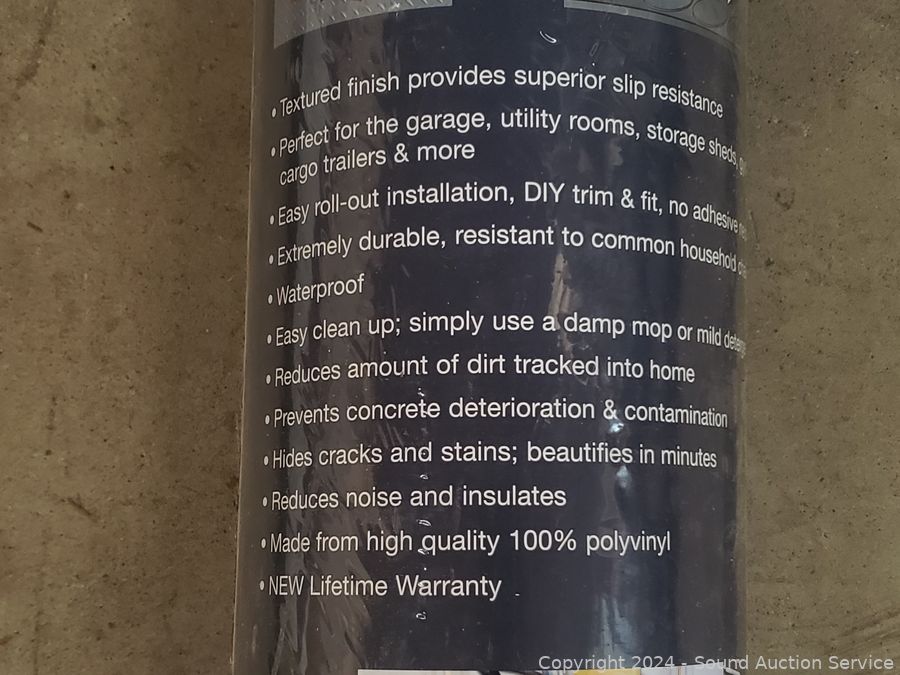 • Textured finish provides superior slip resistance
• Perfect for the garage, utility rooms, storage sheds,
cargo trailers & more
• Easy roll-out installation, DIY trim & fit, no adhesive
• Extremely durable, resistant to common household
• Waterproof
• Easy clean up; simply use a damp mop or mild
• Reduces amount of dirt tracked into home
• Prevents concrete deterioration & contamination
• Hides cracks and stains; beautifies in minutes
• Reduces noise and insulates
• Made from high quality 100% polyvinyl
• NEW Lifetime Warranty
Copyright 2024 - Sound Auction Service